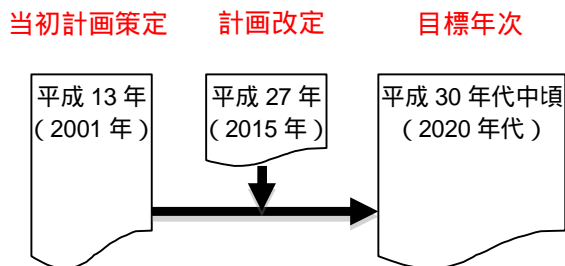 当初計画策定 計画改定 目標年次
平成 13 年 平成 27 年 平成 30 年代中頃
（2001 年） （2015 年） （2020 年代）